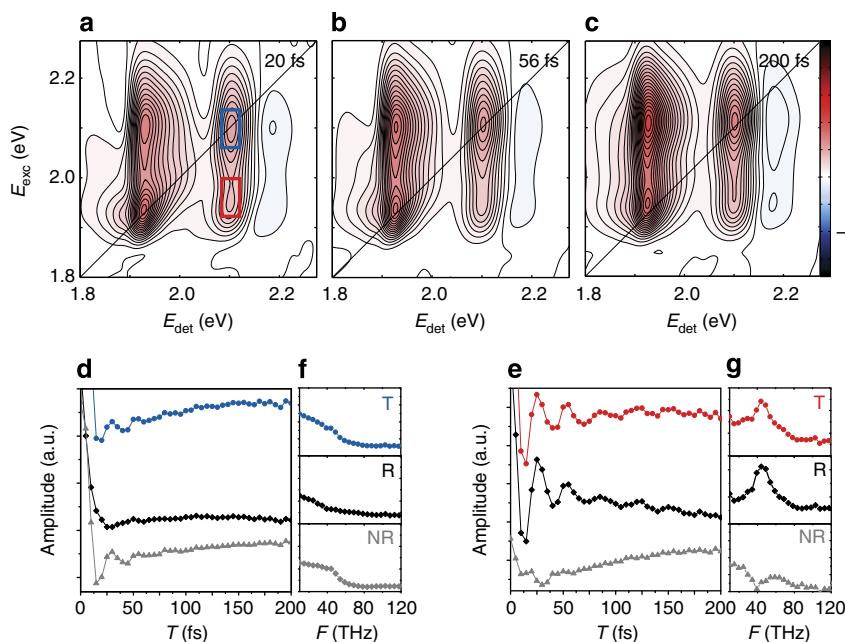 a b c
20 fs 56 fs 200 fs
2.2
2.0
1.8
E_exc (eV)
1.8 2.0 2.2 1.8 2.0 2.2 1.8 2.0 2.2
E_det (eV) E_det (eV) E_det (eV)
–
d f e g
T T
R R
NR NR
Amplitude (a.u.) Amplitude (a.u.)
0 50 100 150 200 0 40 80 120 0 50 100 150 200 0 40 80 120
T (fs) F (THz) T (fs) F (THz)